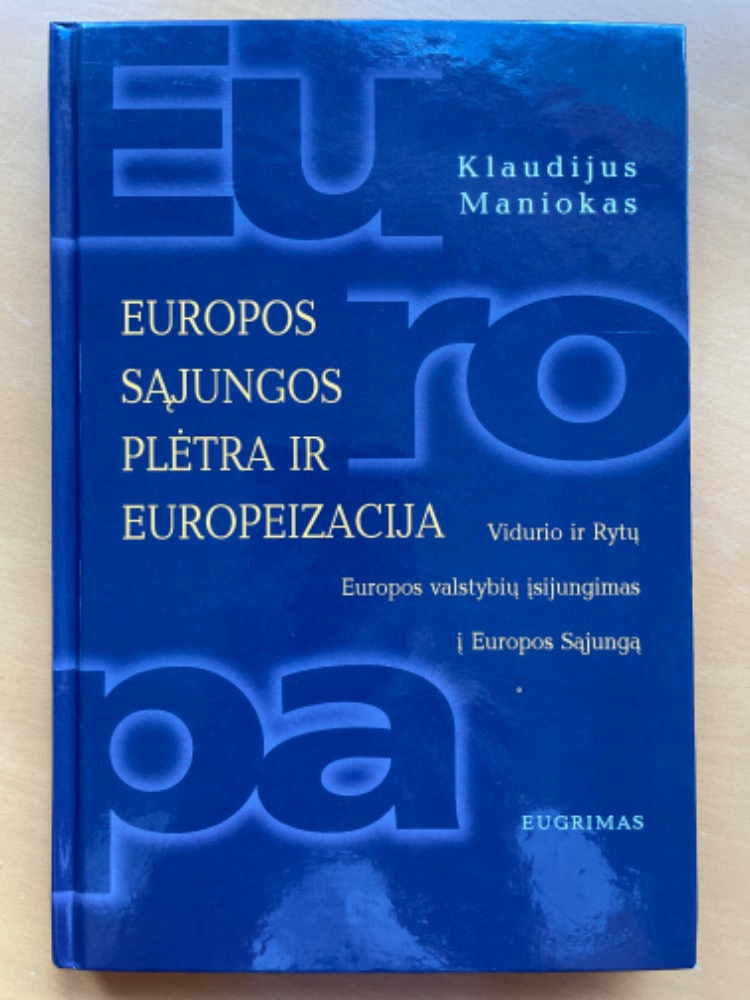 Eu
Klaudijus
Maniokas
ro
EUROPOS
SĄJUNGOS
PLĖTRA IR
EUROPEIZACIJA
Vidurio ir Rytų
Europos valstybių įsijungimas
į Europos Sąjungą
pa
EUGRIMAS